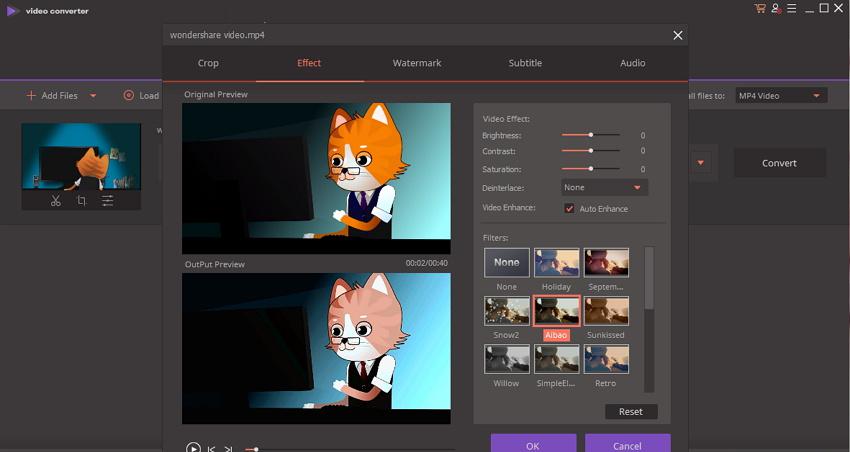 video converter
wondershare video.mp4
Crop
Effect
Watermark
Subtitle
Audio
Add Files
Load
all files to:
MP4 Video
Original Preview
Video Effect:
Brightness:
0
Contrast:
0
Saturation:
0
Deinterlace:
None
Video Enhance:
Auto Enhance
Convert
OutPut Preview
00:02/00:40
Filters:
None
None
Holiday
Septem...
Snow2
Aibao
Sunkissed
Willow
SimpleEl...
Retro
Reset
OK
Cancel